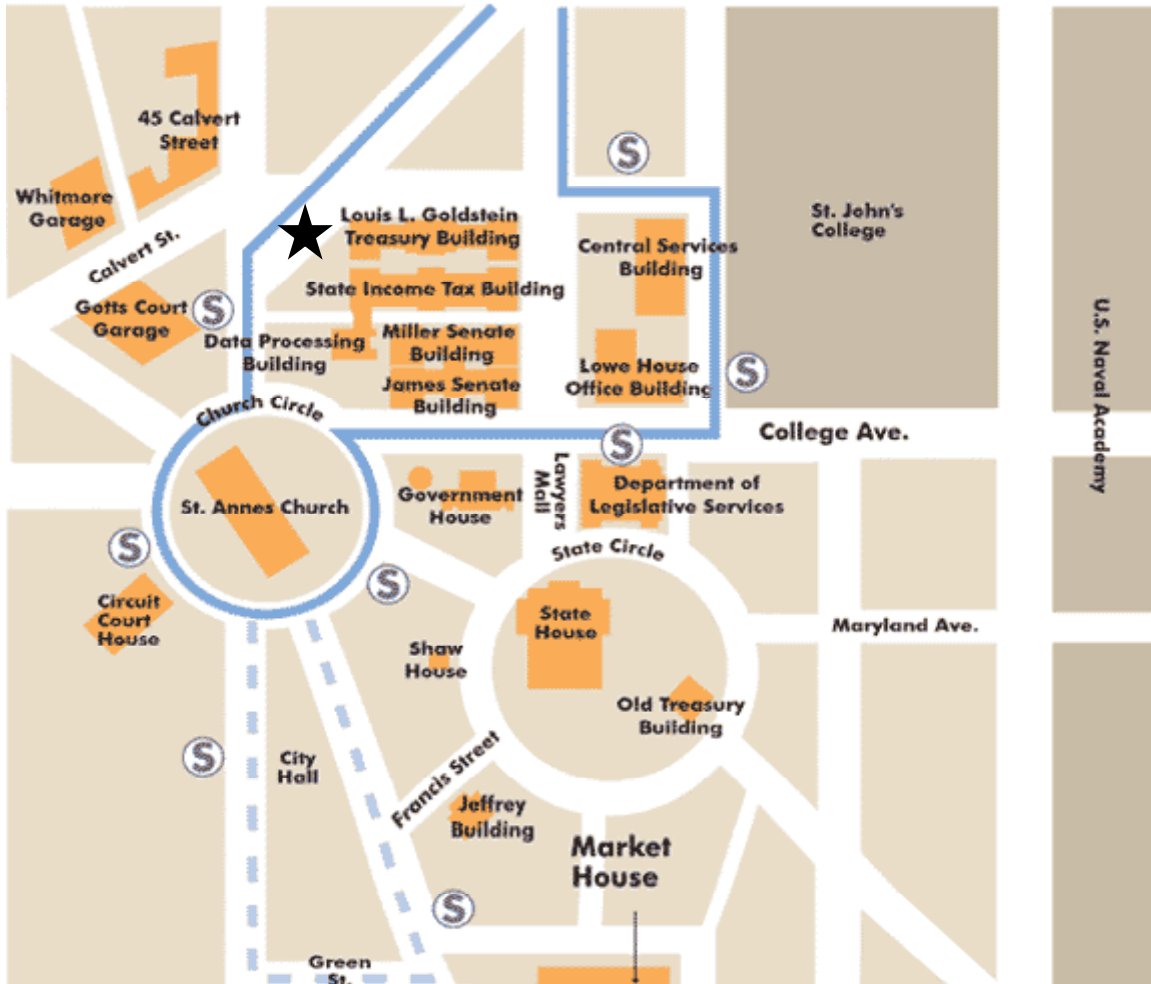 45 Calvert
Street
Whitmore
Garage
Calvert St.
Louis L. Goldstein
Treasury Building
S
St. John's
College
Central Services
Building
State Income Tax Building
Gotts Court
Garage
S
Data Processing
Building
Miller Senate
Building
James Senate
Building
Lowe House
Office Building
S
U.S. Naval Academy
Church Circle
College Ave.
S
St. Annes Church
Government
House
Lawyers
Mall
Department of
Legislative Services
State Circle
S
S
Circuit
Court
House
State
House
Maryland Ave.
Shaw
House
Old Treasury
Building
S
City
Hall
Francis Street
Jeffrey
Building
Market
House
S
Green
St.